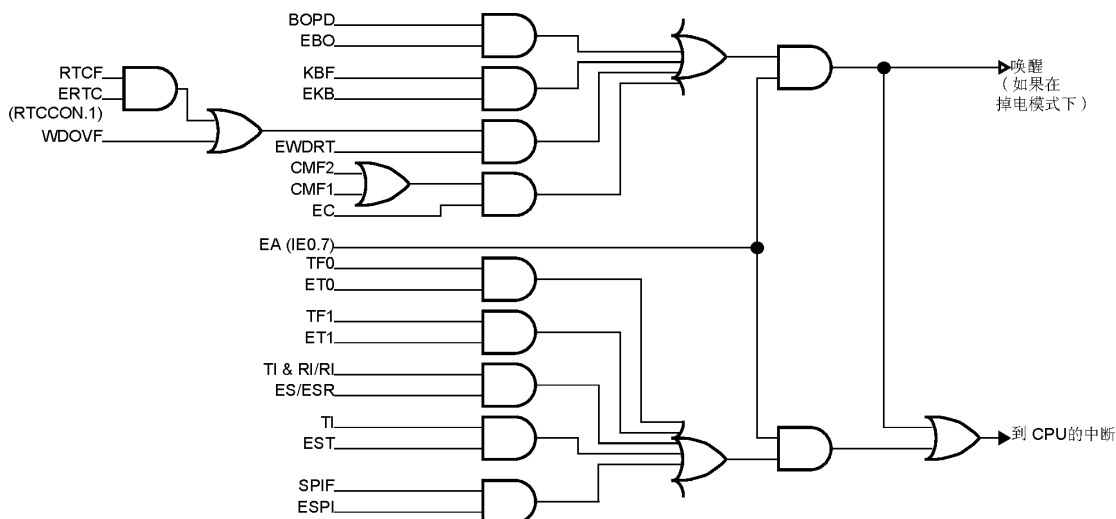 BOPD
EBO
KBF
EKB
RTCF
ERTC
(RTCCON.1)
WDOVF
EWDRT
CMF2
CMF1
EC
EA (IE0.7)
TF0
ET0
TF1
ET1
TI & RI/RI
ES/ESR
TI
EST
SPIF
ESPI
唤醒
(如果在
掉电模式下)
到 CPU的中断